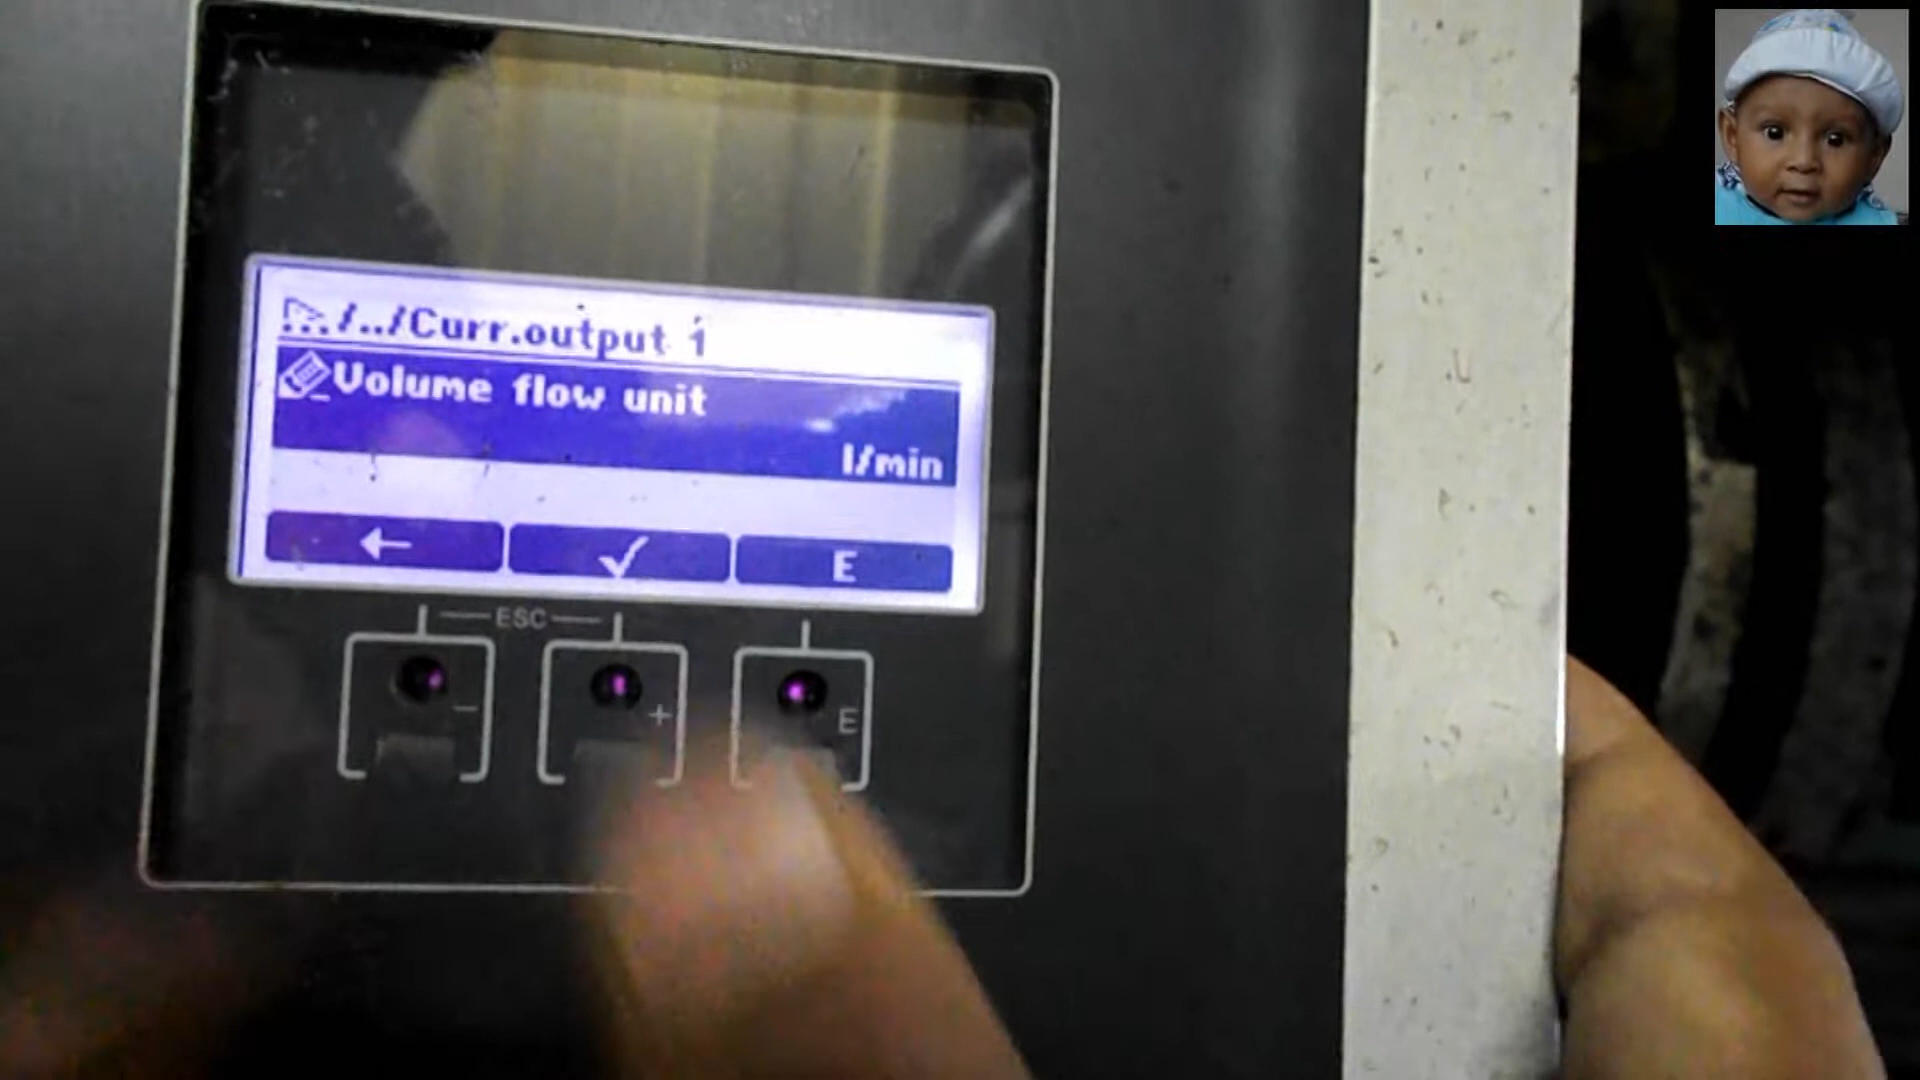 ../../Curr.output 1
Volume flow unit
l/min
E
ESC
- + E